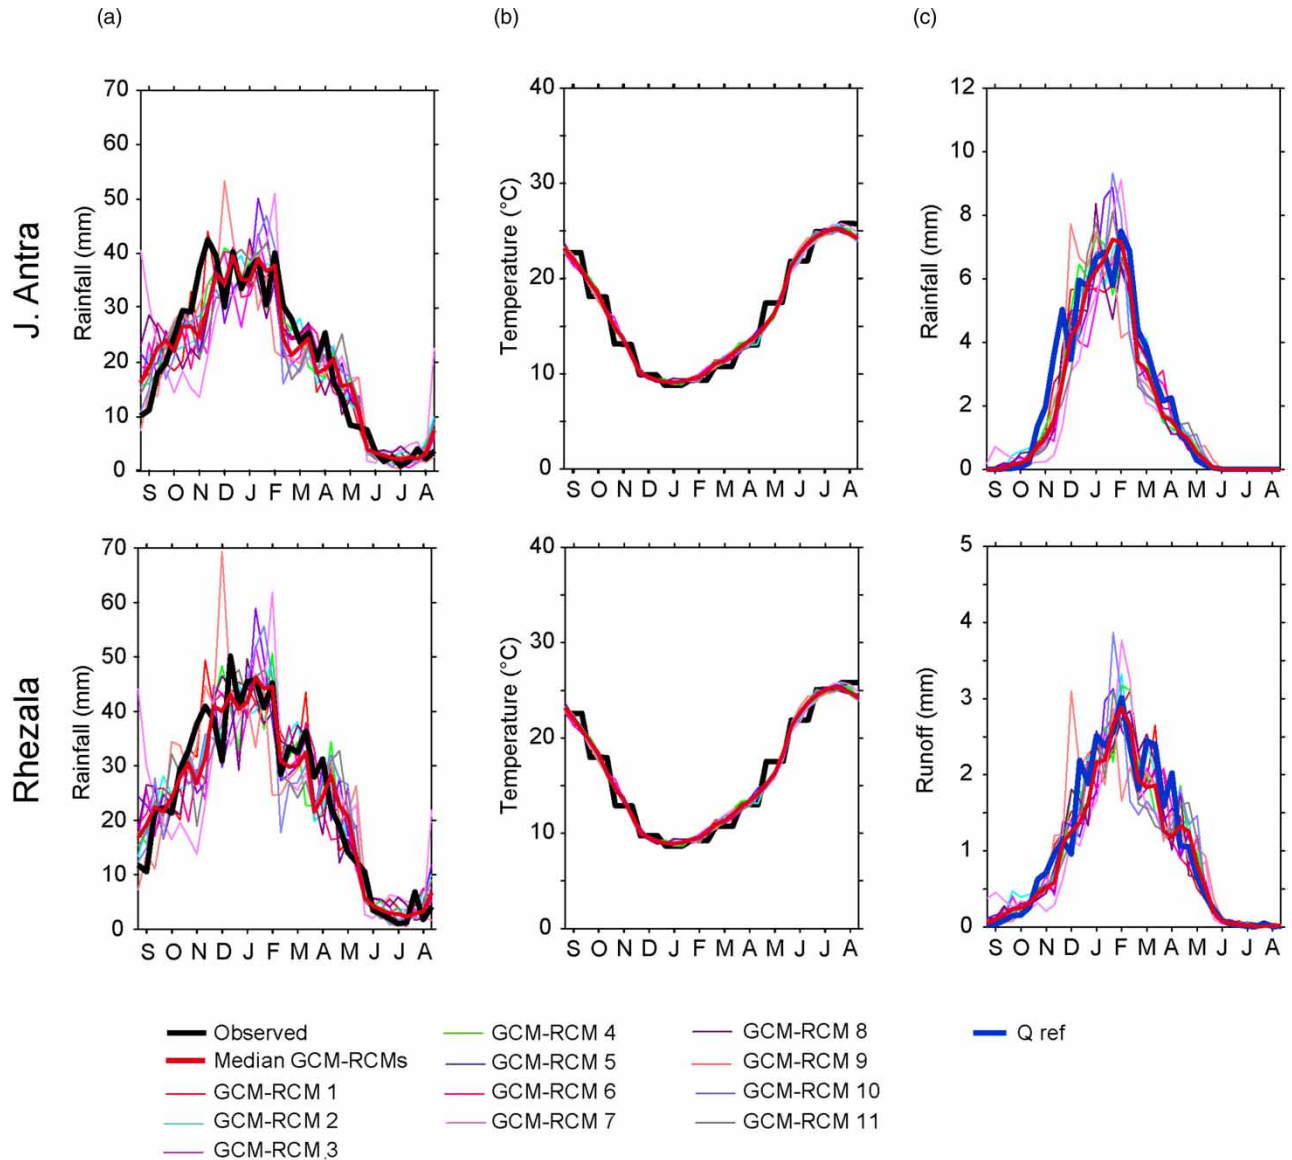 (a) (b) (c)
J. Antra
Rainfall (mm)
70
60
50
40
30
20
10
0
S O N D J F M A M J J A
Temperature (°C)
40
30
20
10
0
S O N D J F M A M J J A
Rainfall (mm)
12
10
8
6
4
2
0
S O N D J F M A M J J A
Rhezala
Rainfall (mm)
70
60
50
40
30
20
10
0
S O N D J F M A M J J A
Temperature (°C)
40
30
20
10
0
S O N D J F M A M J J A
Runoff (mm)
5
4
3
2
1
0
S O N D J F M A M J J A
Observed
Median GCM-RCMs
GCM-RCM 1
GCM-RCM 2
GCM-RCM 3
GCM-RCM 4
GCM-RCM 5
GCM-RCM 6
GCM-RCM 7
GCM-RCM 8
GCM-RCM 9
GCM-RCM 10
GCM-RCM 11
Q ref